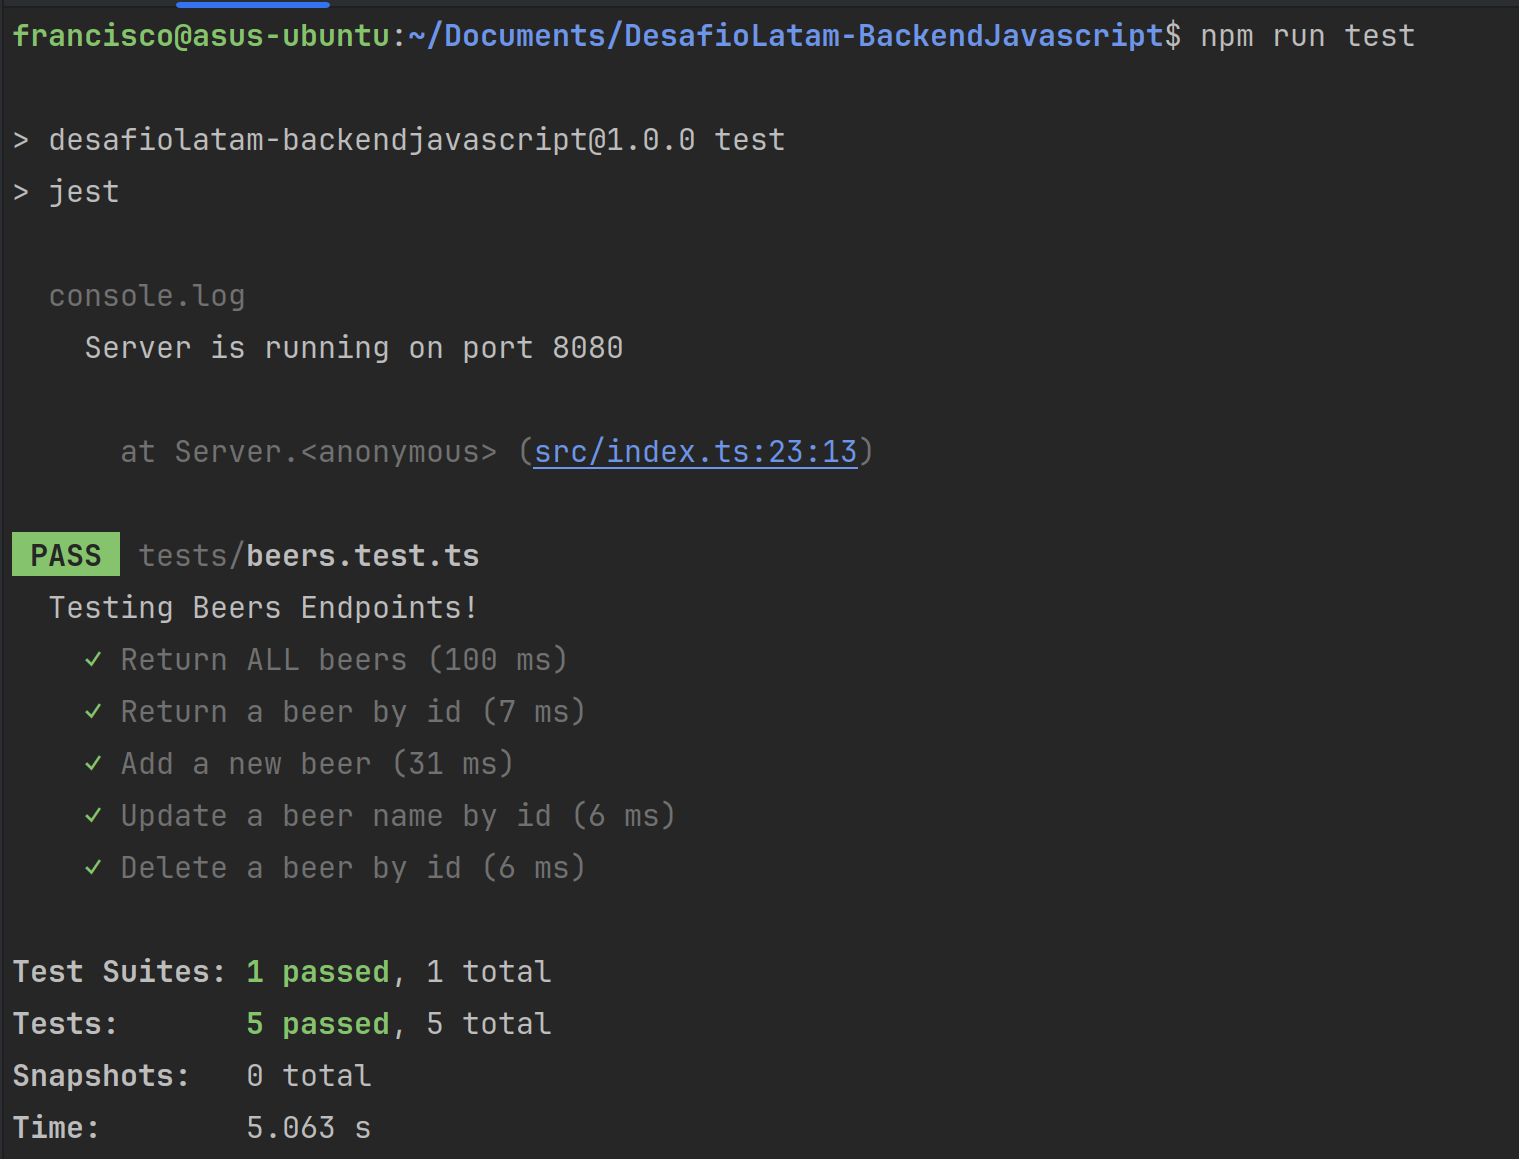 francisco@asus-ubuntu:~/Documents/DesafioLatam-BackendJavascript$ npm run test
> desafiolatam-backendjavascript@1.0.0 test
> jest
console.log
Server is running on port 8080
at Server.<anonymous> (src/index.ts:23:13)
PASS tests/beers.test.ts
Testing Beers Endpoints!
✓ Return ALL beers (100 ms)
✓ Return a beer by id (7 ms)
✓ Add a new beer (31 ms)
✓ Update a beer name by id (6 ms)
✓ Delete a beer by id (6 ms)
Test Suites: 1 passed, 1 total
Tests: 5 passed, 5 total
Snapshots: 0 total
Time: 5.063 s